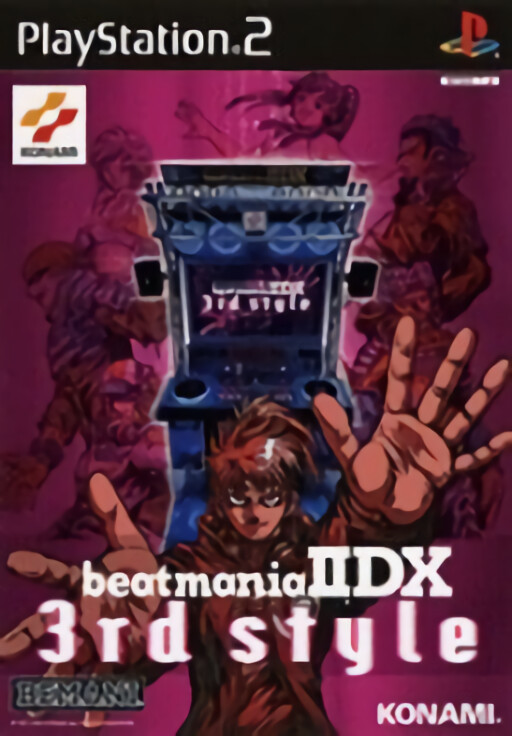 PlayStation.2
KONAMI
3rd style
beatmania IIDX
3rd style
BEMANI
KONAMI.